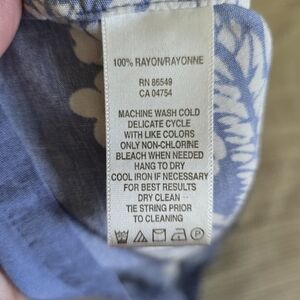 100% RAYON/RAYONNE
RN 86549
CA 04754
MACHINE WASH COLD
DELICATE CYCLE
WITH LIKE COLORS
ONLY NON-CHLORINE
BLEACH WHEN NEEDED
HANG TO DRY
COOL IRON IF NECESSARY
FOR BEST RESULTS
DRY CLEAN
TIE STRING PRIOR
TO CLEANING